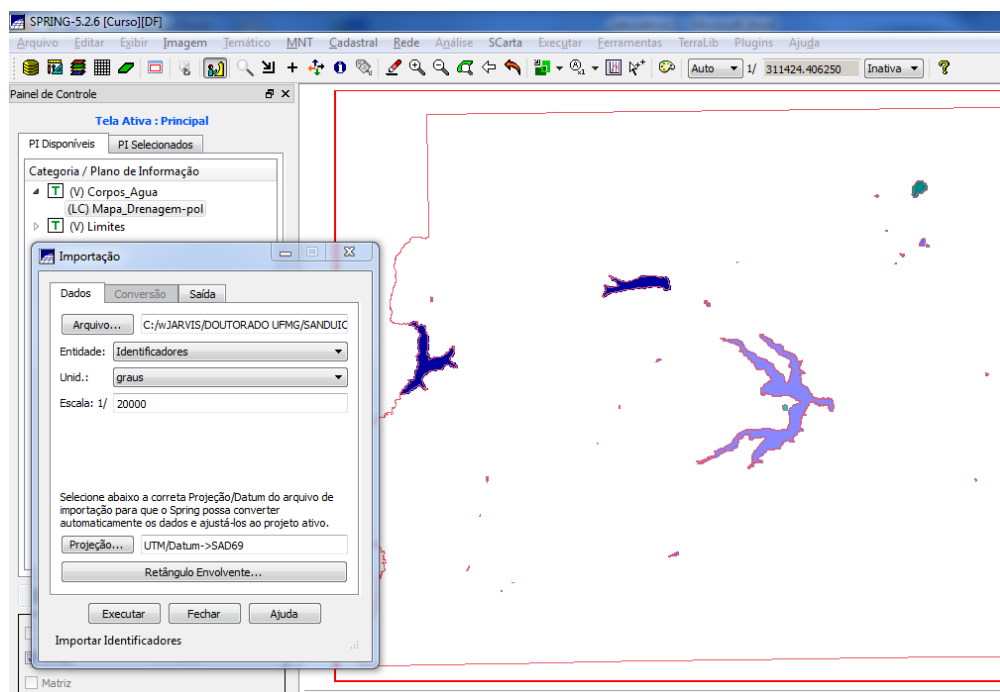 SPRING-5.2.6 [Curso][DF]
Arquivo Editar Exibir Imagem Temático MNT Cadastral Rede Análise SCarta Executar Ferramentas TerraLib Plugins Ajuda
Auto 1/ 311424.406250 Inativa
Painel de Controle
Tela Ativa : Principal
PI Disponíveis PI Selecionados
Categoria / Plano de Informação
T (V) Corpos_Agua
(LC) Mapa_Drenagem-pol
T (V) Limites
Importação
Dados Conversão Saída
Arquivo... C:/wJARVIS/DOUTORADO UFMG/SANDUIC
Entidade: Identificadores
Unid.: graus
Escala: 1/ 20000
Selecione abaixo a correta Projeção/Datum do arquivo de
importação para que o Spring possa converter
automaticamente os dados e ajustá-los ao projeto ativo.
Projeção... UTM/Datum->SAD69
Retângulo Envolvente...
Executar Fechar Ajuda
Importar Identificadores
Matriz